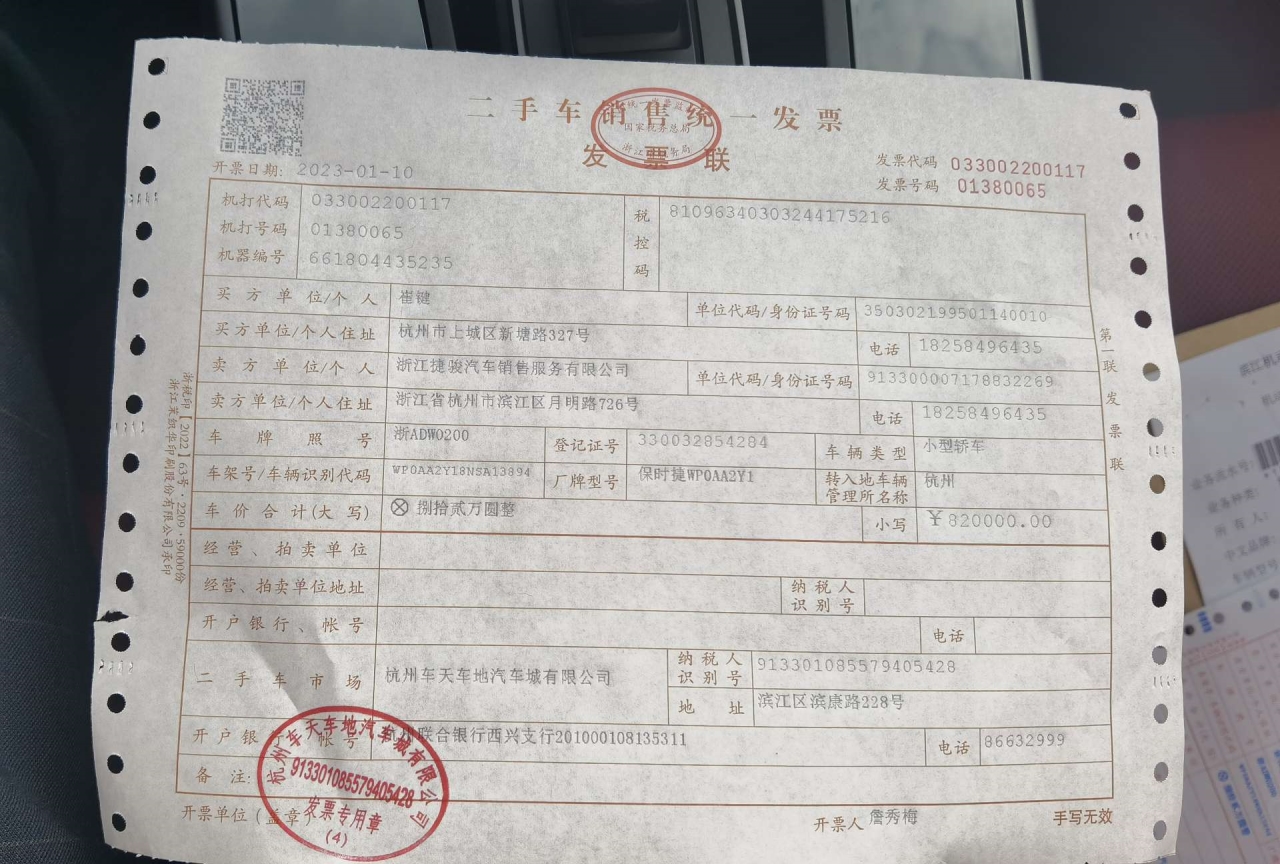 二手车销售统一发票
国家税务总局
发票联
开票日期: 2023-01-10
发票代码 033002200117
发票号码 01380065
机打代码 033002200117
机打号码 01380065
机器编号 661804435235
税控码 81096340303244175216
买方单位/个人 崔键 单位代码/身份证号码 350302199501140010
买方单位/个人住址 杭州市上城区新塘路327号 电话 18258496435
卖方单位/个人 浙江捷骏汽车销售服务有限公司 单位代码/身份证号码 913300007178832269
卖方单位/个人住址 浙江省杭州市滨江区月明路726号 电话 18258496435
车牌照号 浙ADW0200 登记证号 330032854284 车辆类型 小型轿车
车架号/车辆识别代码 WP0AA2Y18NSA13894 厂牌型号 保时捷WP0AA2Y1 转入地车辆管理所名称 杭州
车价合计(大写) ⊗ 捌拾贰万圆整 小写 ￥820000.00
经营、拍卖单位
经营、拍卖单位地址 纳税人识别号
开户银行、帐号 电话
二手车市场 杭州车天车地汽车城有限公司 纳税人识别号 913301085579405428
地址 滨江区滨康路228号
开户银 帐号 杭州联合银行西兴支行201000108135311 电话 86632999
备注:
开票单位(盖章) 开票人 詹秀梅 手写无效
杭州车天车地汽车城有限公司
913301085579405428
发票专用章
(4)
第一联 发票联
浙税印【2022】63号·2209·59000份